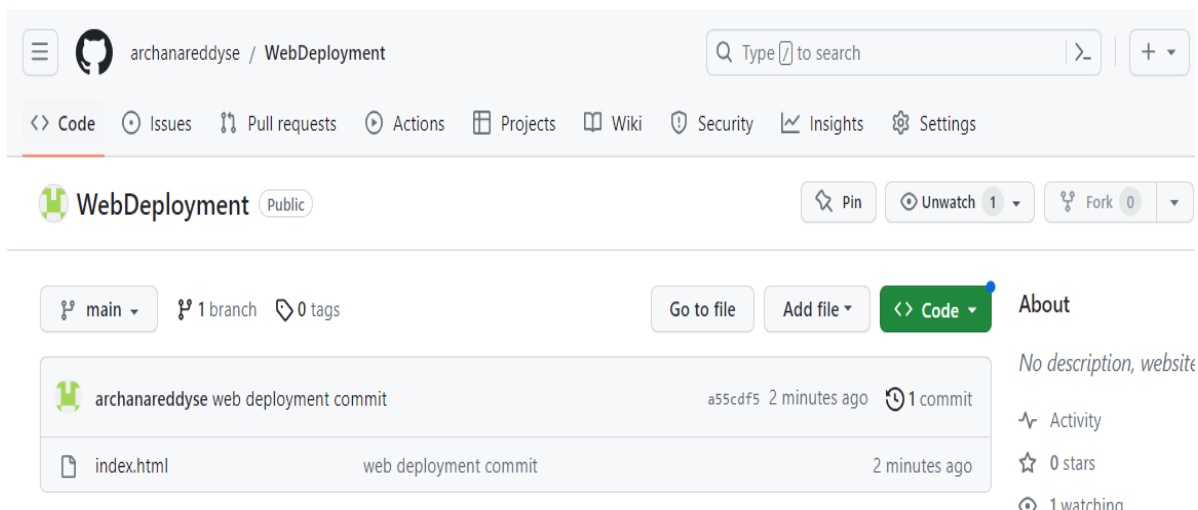 archanareddyse / WebDeployment
Type / to search
Code Issues Pull requests Actions Projects Wiki Security Insights Settings
WebDeployment Public
Pin Unwatch 1 Fork 0
main 1 branch 0 tags Go to file Add file Code
About
No description, website
archanareddyse web deployment commit a55cdf5 2 minutes ago 1 commit
Activity
index.html web deployment commit 2 minutes ago
0 stars
1 watching